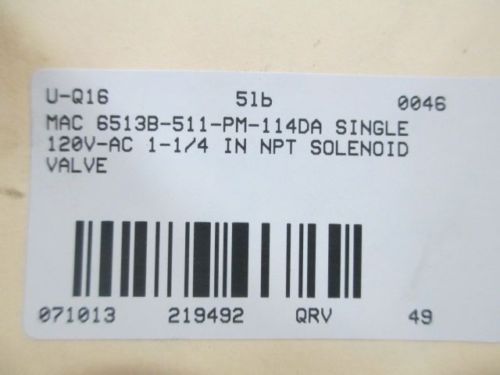 U-Q16 5lb 0046
MAC 6513B-511-PM-114DA SINGLE
120V-AC 1-1/4 IN NPT SOLENOID
VALVE
071013 219492 QRV 49